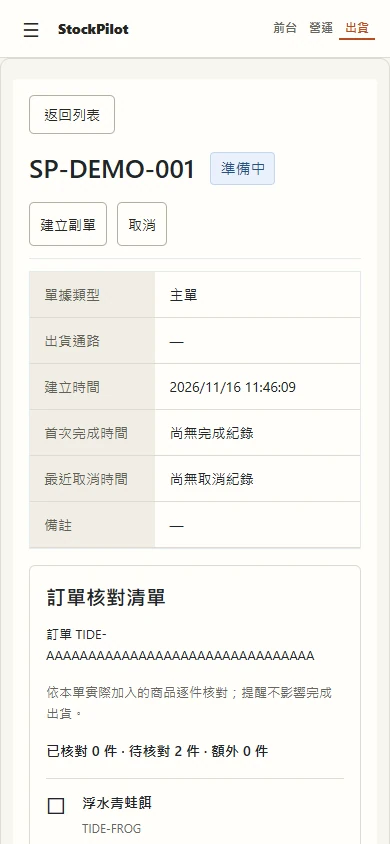 StockPilot
前台 營運 出貨
返回列表
SP-DEMO-001 準備中
建立副單 取消
單據類型 主單
出貨通路 —
建立時間 2026/11/16 11:46:09
首次完成時間 尚無完成紀錄
最近取消時間 尚無取消紀錄
備註 —
訂單核對清單
訂單 TIDE-
AAAAAAAAAAAAAAAAAAAAAAAAAAAAAAAA
依本單實際加入的商品逐件核對；提醒不影響完成
出貨。
已核對 0 件 · 待核對 2 件 · 額外 0 件
浮水青蛙餌
TIDE-FROG